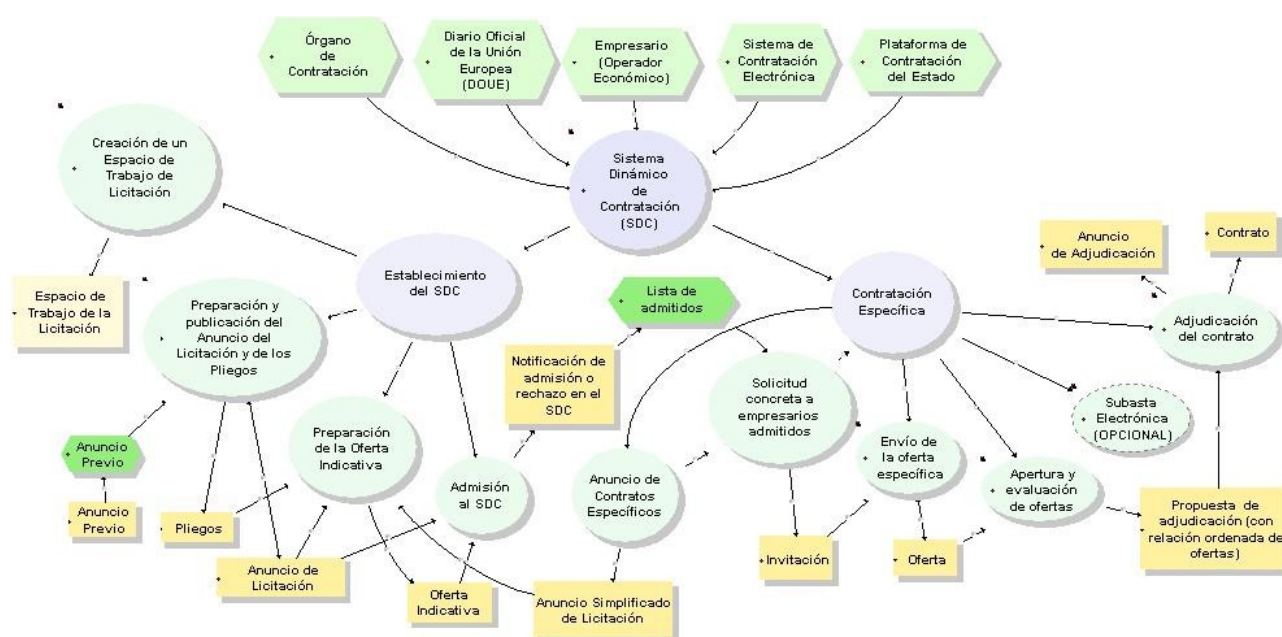 Órgano
de
Contratación
Diario Oficial
de la Unión
Europea
(DOUE)
Empresario
(Operador
Económico)
Sistema de
Contratación
Electrónica
Plataforma de
Contratación
del Estado
Creación de un
Espacio de
Trabajo de
Licitación
Sistema
Dinámico
de
Contratación
(SDC)
Espacio de
Trabajo de la
Licitación
Establecimiento
del SDC
Lista de
admitidos
Contratación
Específica
Anuncio
de Adjudicación
Contrato
Preparación y
publicación del
Anuncio del
Licitación y de los
Pliegos
Notificación de
admisión o
rechazo en el
SDC
Solicitud
concreta a
empresarios
admitidos
Adjudicación
del contrato
Subasta
Electrónica
(OPCIONAL)
Anuncio
Previo
Preparación
de la Oferta
Indicativa
Admisión
al SDC
Anuncio de
Contratos
Específicos
Envío de
la oferta
específica
Apertura y
evaluación
de ofertas
Anuncio
Previo
Pliegos
Anuncio de
Licitación
Oferta
Indicativa
Anuncio Simplificado
de Licitación
Invitación
Oferta
Propuesta de
adjudicación (con
relación ordenada de
ofertas)